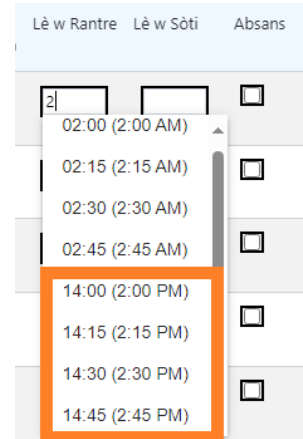 Lè w Rantre Lè w Sòti Absans
2
02:00 (2:00 AM)
02:15 (2:15 AM)
02:30 (2:30 AM)
02:45 (2:45 AM)
14:00 (2:00 PM)
14:15 (2:15 PM)
14:30 (2:30 PM)
14:45 (2:45 PM)